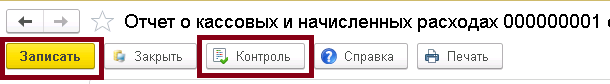 Отчет о кассовых и начисленных расходах 000000001
Записать Закрыть Контроль Справка Печать